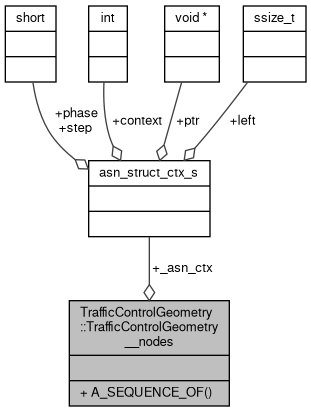 short
int
void *
ssize_t
+phase
+step
+context
+ptr
+left
asn_struct_ctx_s
+_asn_ctx
TrafficControlGeometry
::TrafficControlGeometry
__nodes
+ A_SEQUENCE_OF()